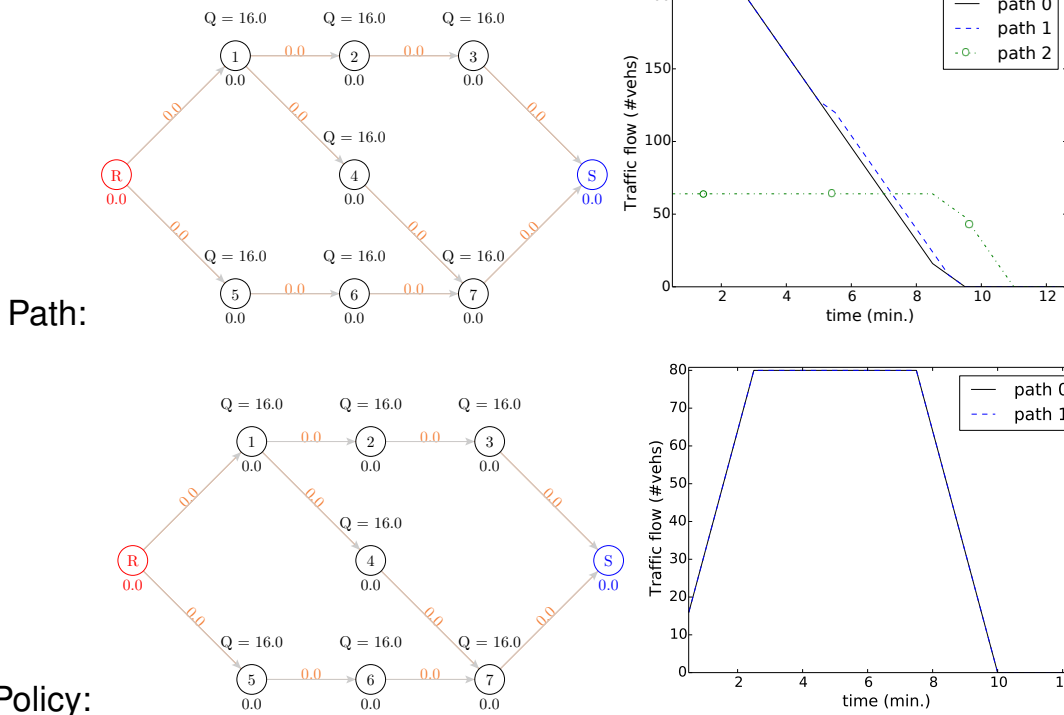 Q = 16.0 Q = 16.0 Q = 16.0
1 0.0 2 0.0 3
0.0 0.0 0.0
0.0 0.0 0.0
Q = 16.0
R 4 S
0.0 0.0 0.0
0.0 0.0 0.0
Q = 16.0 Q = 16.0 Q = 16.0
5 0.0 6 0.0 7
0.0 0.0 0.0
Path:
path 0
path 1
path 2
150
100
50
0
Traffic flow (#vehs)
2 4 6 8 10 12
time (min.)
Q = 16.0 Q = 16.0 Q = 16.0
1 0.0 2 0.0 3
0.0 0.0 0.0
0.0 0.0 0.0
Q = 16.0
R 4 S
0.0 0.0 0.0
0.0 0.0 0.0
Q = 16.0 Q = 16.0 Q = 16.0
5 0.0 6 0.0 7
0.0 0.0 0.0
Policy:
path 0
path 1
80
70
60
50
40
30
20
10
0
Traffic flow (#vehs)
2 4 6 8 10
time (min.)